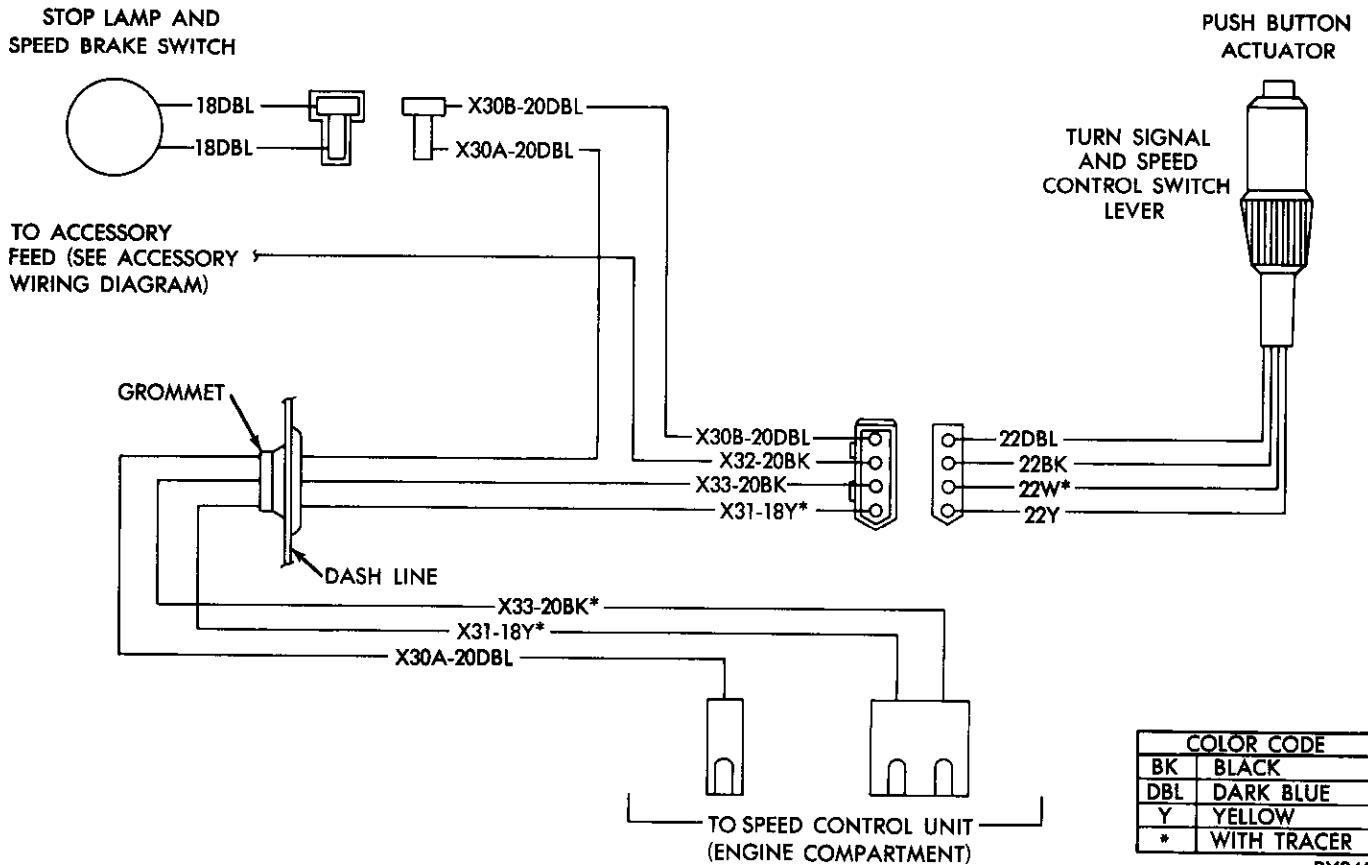 STOP LAMP AND
SPEED BRAKE SWITCH
PUSH BUTTON
ACTUATOR
18DBL
X30B-20DBL
18DBL
X30A-20DBL
TURN SIGNAL
AND SPEED
CONTROL SWITCH
LEVER
TO ACCESSORY
FEED (SEE ACCESSORY
WIRING DIAGRAM)
GROMMET
X30B-20DBL
22DBL
X32-20BK
22BK
X33-20BK
22W*
X31-18Y*
22Y
DASH LINE
X33-20BK*
X31-18Y*
X30A-20DBL
COLOR CODE
BK BLACK
DBL DARK BLUE
Y YELLOW
* WITH TRACER
TO SPEED CONTROL UNIT
(ENGINE COMPARTMENT)